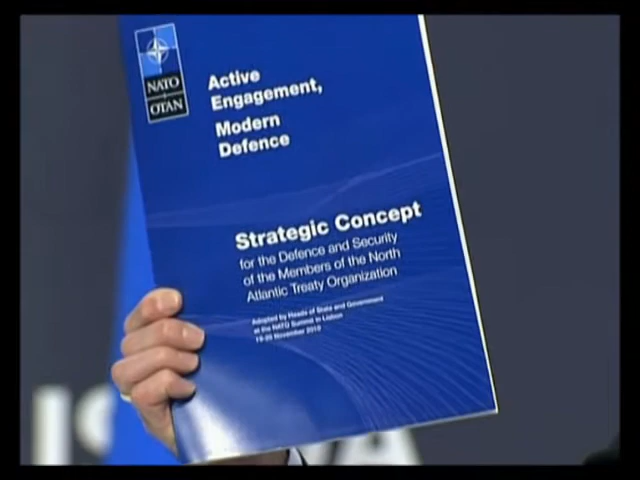 NATO
OTAN
Active
Engagement,
Modern
Defence
Strategic Concept
for the Defence and Security
of the Members of the North
Atlantic Treaty Organization
Adopted by Heads of State and Government
at the NATO Summit in Lisbon
19-20 November 2010